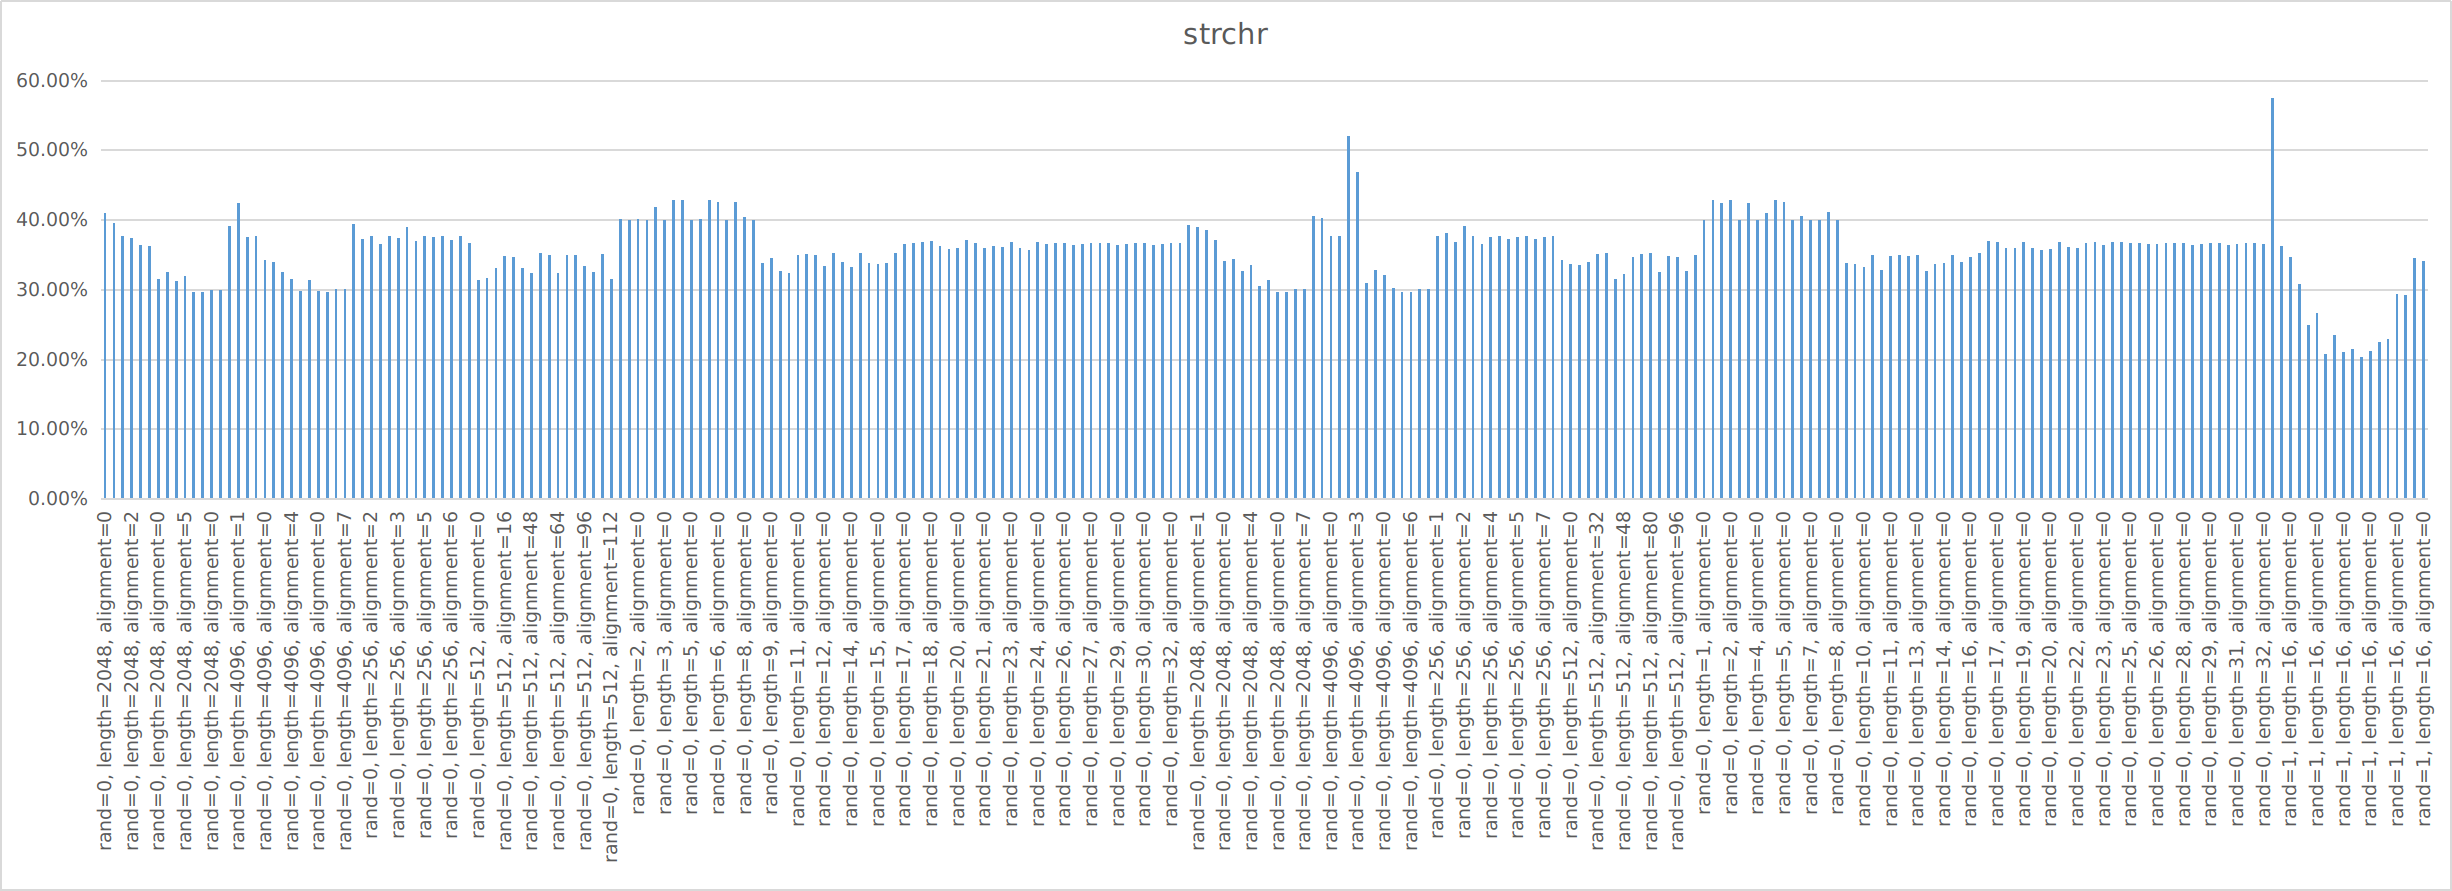 strchr
60.00%
50.00%
40.00%
30.00%
20.00%
10.00%
0.00%
rand=0, length=2048, alignment=0
rand=0, length=2048, alignment=2
rand=0, length=2048, alignment=0
rand=0, length=2048, alignment=5
rand=0, length=2048, alignment=0
rand=0, length=4096, alignment=1
rand=0, length=4096, alignment=0
rand=0, length=4096, alignment=4
rand=0, length=4096, alignment=0
rand=0, length=4096, alignment=7
rand=0, length=256, alignment=2
rand=0, length=256, alignment=3
rand=0, length=256, alignment=5
rand=0, length=256, alignment=6
rand=0, length=512, alignment=0
rand=0, length=512, alignment=16
rand=0, length=512, alignment=48
rand=0, length=512, alignment=64
rand=0, length=512, alignment=96
rand=0, length=512, alignment=112
rand=0, length=2, alignment=0
rand=0, length=3, alignment=0
rand=0, length=5, alignment=0
rand=0, length=6, alignment=0
rand=0, length=8, alignment=0
rand=0, length=9, alignment=0
rand=0, length=11, alignment=0
rand=0, length=12, alignment=0
rand=0, length=14, alignment=0
rand=0, length=15, alignment=0
rand=0, length=17, alignment=0
rand=0, length=18, alignment=0
rand=0, length=20, alignment=0
rand=0, length=21, alignment=0
rand=0, length=23, alignment=0
rand=0, length=24, alignment=0
rand=0, length=26, alignment=0
rand=0, length=27, alignment=0
rand=0, length=29, alignment=0
rand=0, length=30, alignment=0
rand=0, length=32, alignment=0
rand=0, length=2048, alignment=1
rand=0, length=2048, alignment=0
rand=0, length=2048, alignment=4
rand=0, length=2048, alignment=0
rand=0, length=2048, alignment=7
rand=0, length=4096, alignment=0
rand=0, length=4096, alignment=3
rand=0, length=4096, alignment=0
rand=0, length=4096, alignment=6
rand=0, length=256, alignment=1
rand=0, length=256, alignment=2
rand=0, length=256, alignment=4
rand=0, length=256, alignment=5
rand=0, length=256, alignment=7
rand=0, length=512, alignment=0
rand=0, length=512, alignment=32
rand=0, length=512, alignment=48
rand=0, length=512, alignment=80
rand=0, length=512, alignment=96
rand=0, length=1, alignment=0
rand=0, length=2, alignment=0
rand=0, length=4, alignment=0
rand=0, length=5, alignment=0
rand=0, length=7, alignment=0
rand=0, length=8, alignment=0
rand=0, length=10, alignment=0
rand=0, length=11, alignment=0
rand=0, length=13, alignment=0
rand=0, length=14, alignment=0
rand=0, length=16, alignment=0
rand=0, length=17, alignment=0
rand=0, length=19, alignment=0
rand=0, length=20, alignment=0
rand=0, length=22, alignment=0
rand=0, length=23, alignment=0
rand=0, length=25, alignment=0
rand=0, length=26, alignment=0
rand=0, length=28, alignment=0
rand=0, length=29, alignment=0
rand=0, length=31, alignment=0
rand=0, length=32, alignment=0
rand=1, length=16, alignment=0
rand=1, length=16, alignment=0
rand=1, length=16, alignment=0
rand=1, length=16, alignment=0
rand=1, length=16, alignment=0
rand=1, length=16, alignment=0